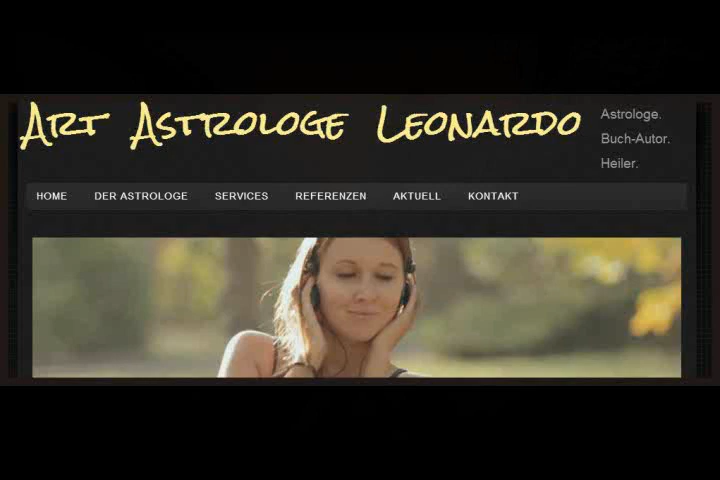 Art Astrologe Leonardo
Astrologe.
Buch-Autor.
Heiler.
HOME DER ASTROLOGE SERVICES REFERENZEN AKTUELL KONTAKT